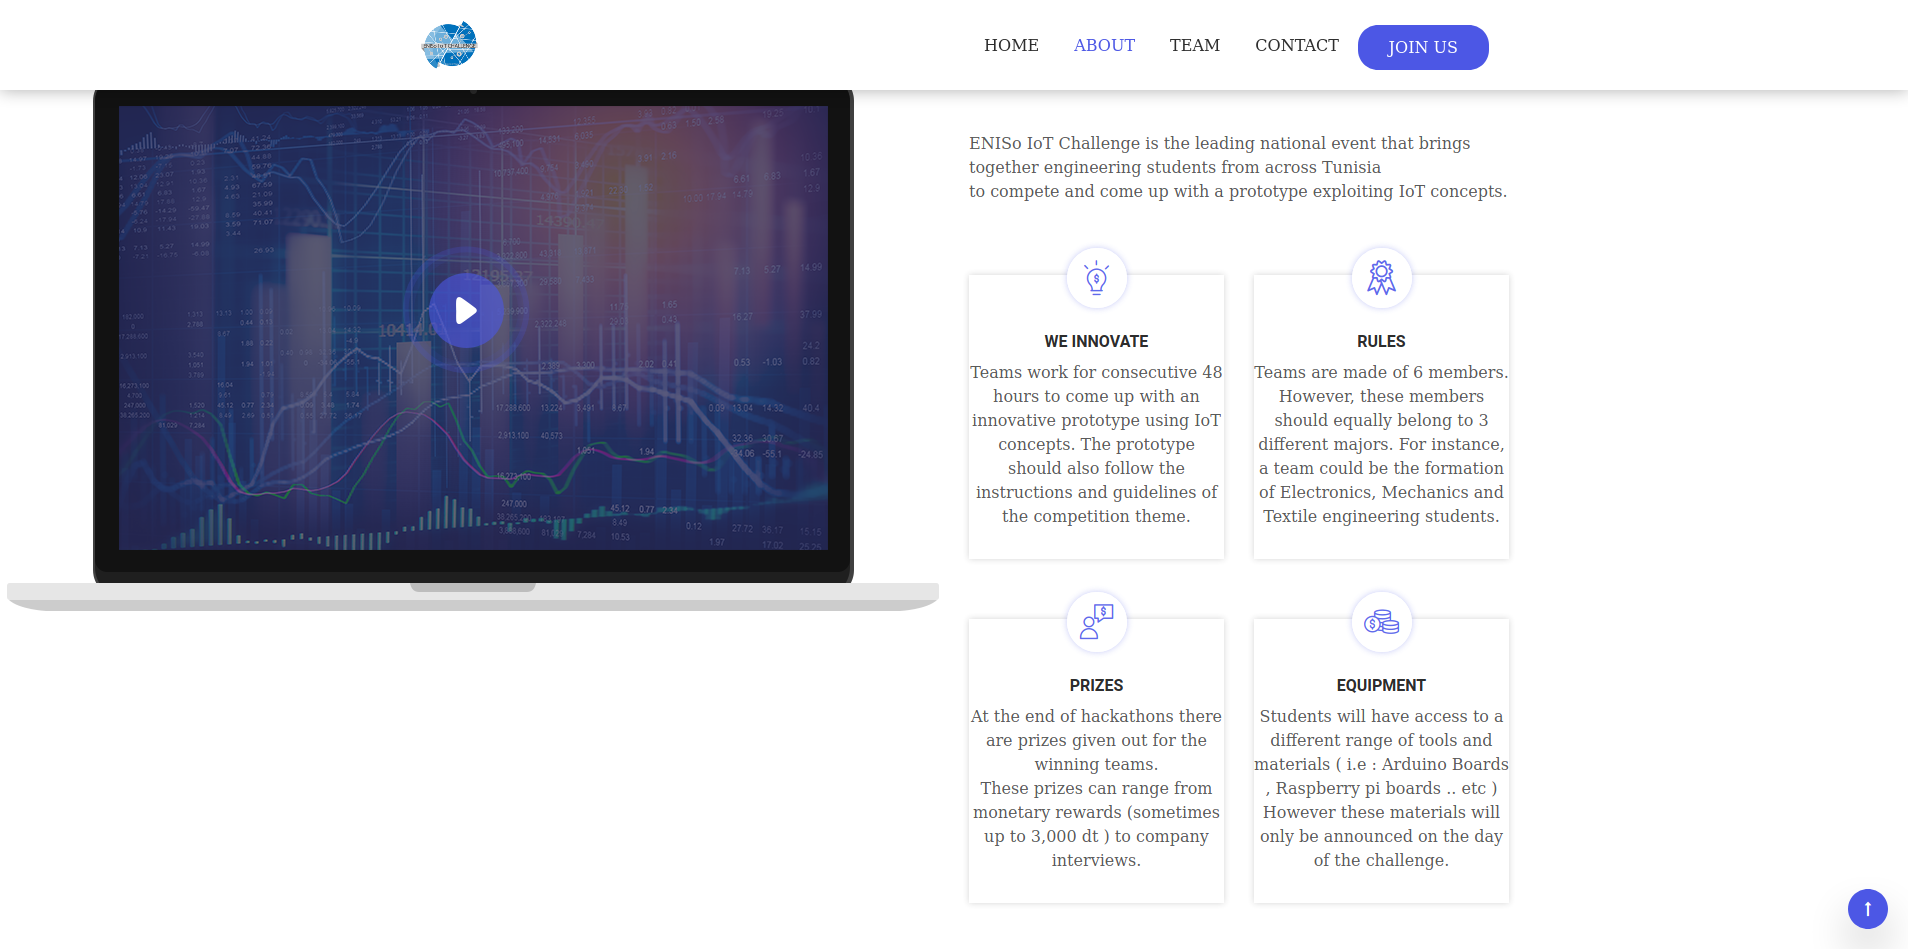 HOME
ABOUT
TEAM
CONTACT
JOIN US
ENISo IoT Challenge is the leading national event that brings
together engineering students from across Tunisia
to compete and come up with a prototype exploiting IoT concepts.
WE INNOVATE
Teams work for consecutive 48
hours to come up with an
innovative prototype using IoT
concepts. The prototype
should also follow the
instructions and guidelines of
the competition theme.
RULES
Teams are made of 6 members.
However, these members
should equally belong to 3
different majors. For instance,
a team could be the formation
of Electronics, Mechanics and
Textile engineering students.
PRIZES
At the end of hackathons there
are prizes given out for the
winning teams.
These prizes can range from
monetary rewards (sometimes
up to 3,000 dt ) to company
interviews.
EQUIPMENT
Students will have access to a
different range of tools and
materials ( i.e : Arduino Boards
, Raspberry pi boards .. etc )
However these materials will
only be announced on the day
of the challenge.